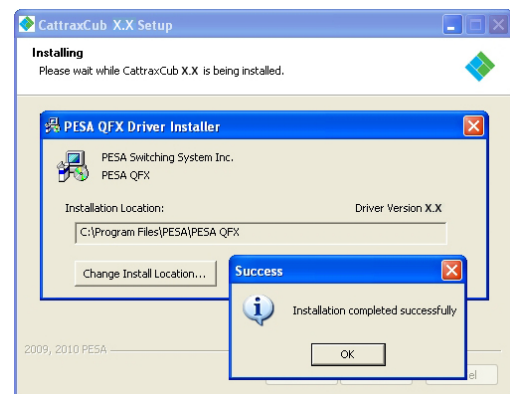 CattraxCub X.X Setup
Installing
Please wait while CattraxCub X.X is being installed.
PESA QFX Driver Installer
PESA Switching System Inc.
PESA QFX
Installation Location:
Driver Version X.X
C:\Program Files\PESA\PESA QFX
Change Install Location...
Success
Installation completed successfully
OK
2009, 2010 PESA
el